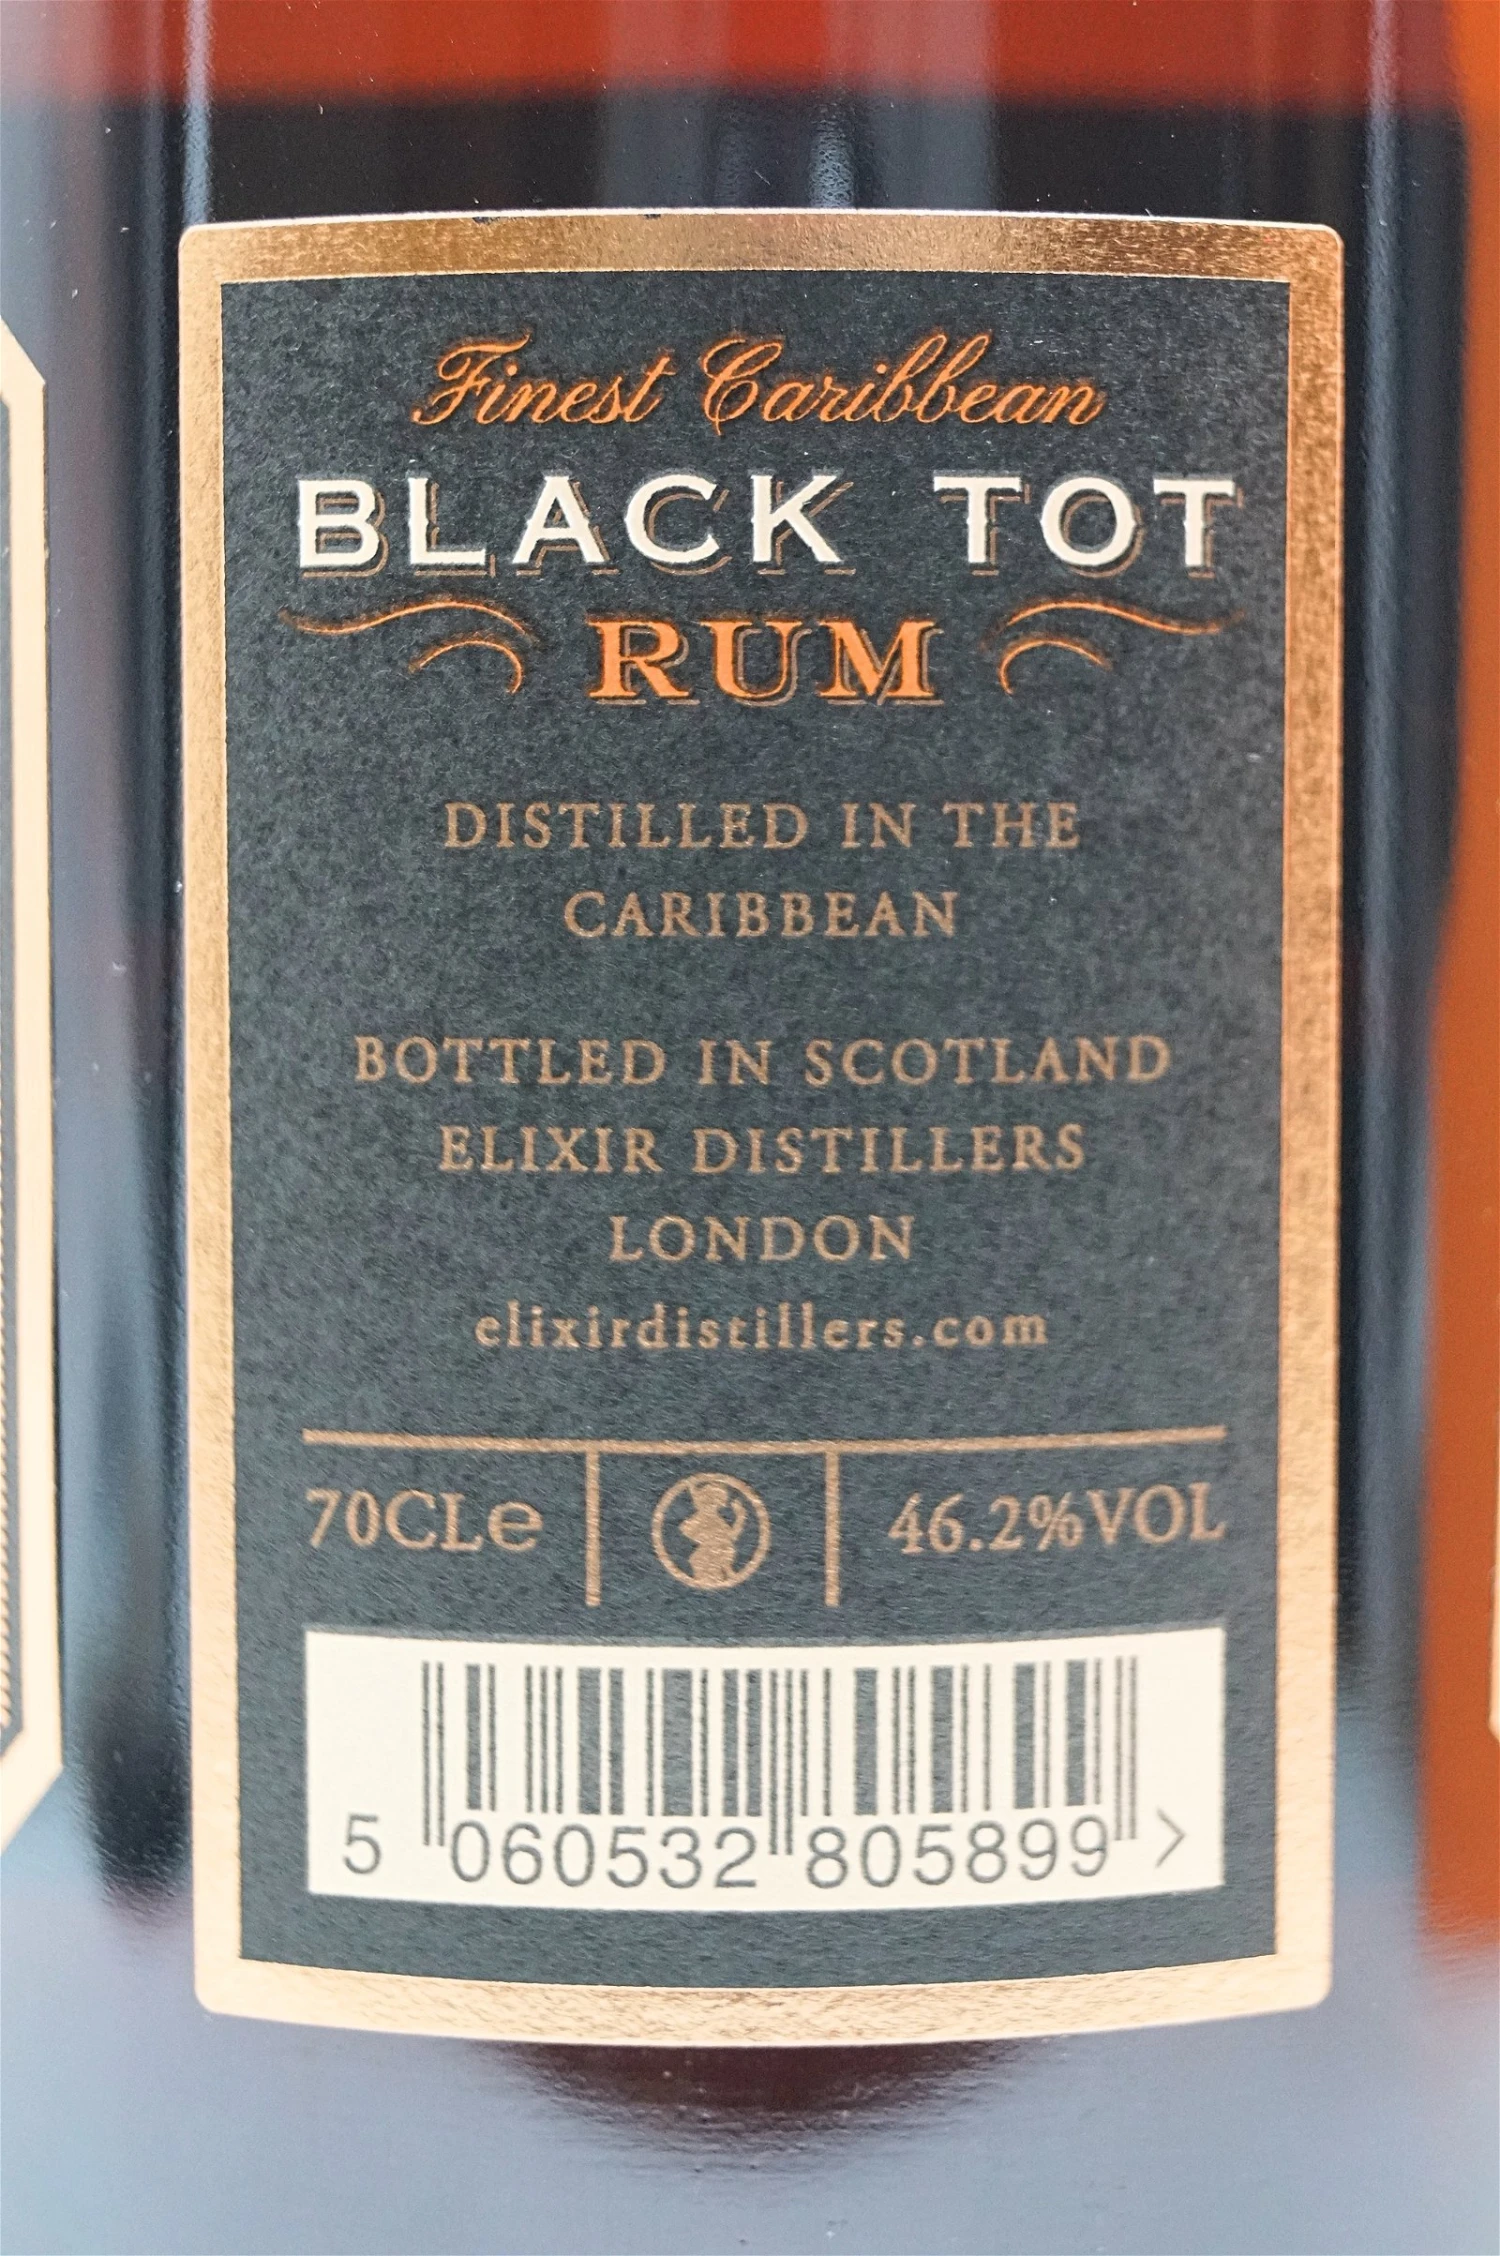 Finest Caribbean
BLACK TOT
RUM
DISTILLED IN THE
CARIBBEAN
BOTTLED IN SCOTLAND
ELIXIR DISTILLERS
LONDON
elixirdistillers.com
70CLe 46.2%VOL
5 060532 805899 >